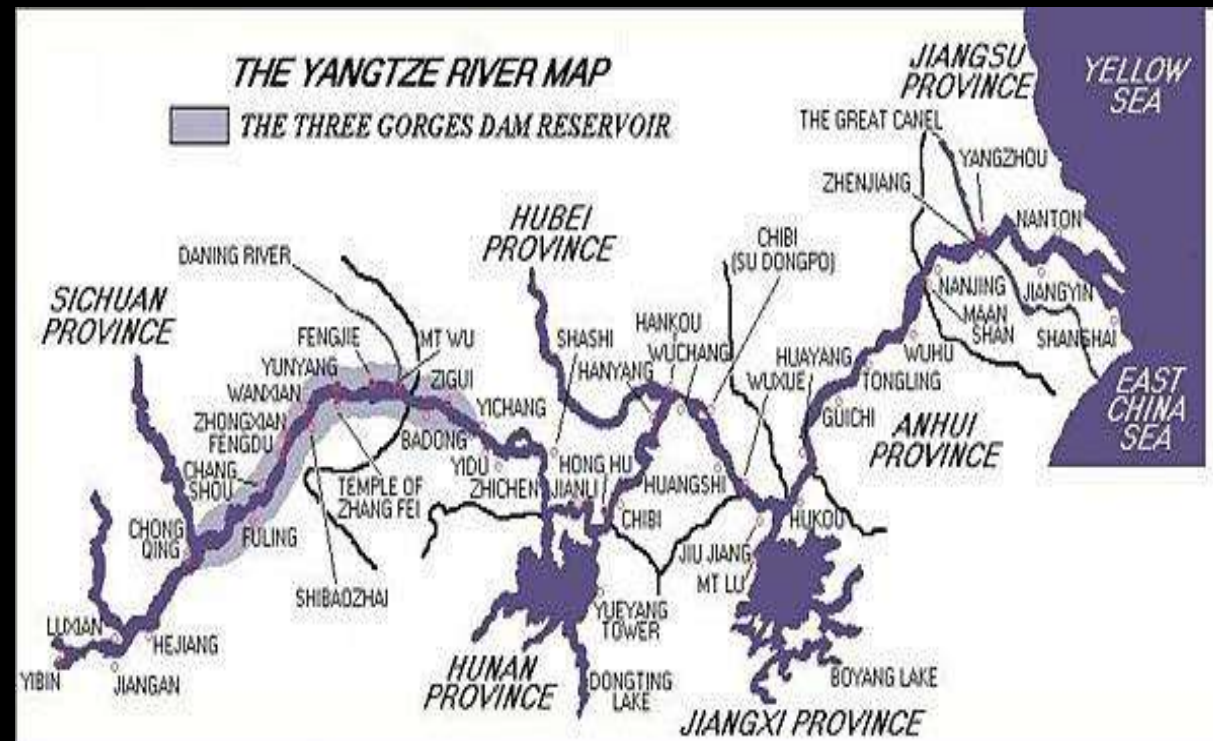 THE YANGTZE RIVER MAP
THE THREE GORGES DAM RESERVOIR
JIANGSU
PROVINCE
YELLOW
SEA
THE GREAT CANEL
YANGZHOU
ZHENJIANG
NANTON
HUBEI
PROVINCE
CHIBI
(SU DONGPO)
DANING RIVER
SICHUAN
PROVINCE
NANJING
JIANGYIN
MAAN
SHAN
SHANGHAI
FENGJIE
MT WU
SHASHI
HANKOU
WUCHANG
HANYANG
HUAYANG
WUHU
YUNYANG
ZIGUI
WUXUE
TONGLING
WANXIAN
YICHANG
GUICHI
EAST
CHINA
SEA
ANHUI
PROVINCE
ZHONGXIAN
FENGDU
BADONG
YIDU
ZHICHEN
HONG HU
JIANLI
HUANGSHI
CHANG
SHOU
TEMPLE OF
ZHANG FEI
CHIBI
HUKOU
CHONG
QING
FULING
JIU JIANG
MT LU
SHIBAOZHAI
YUEYANG
TOWER
LUXIAN
HEJIANG
YIBIN
JIANGAN
HUNAN
PROVINCE
DONGTING
LAKE
BOYANG LAKE
JIANGXI PROVINCE